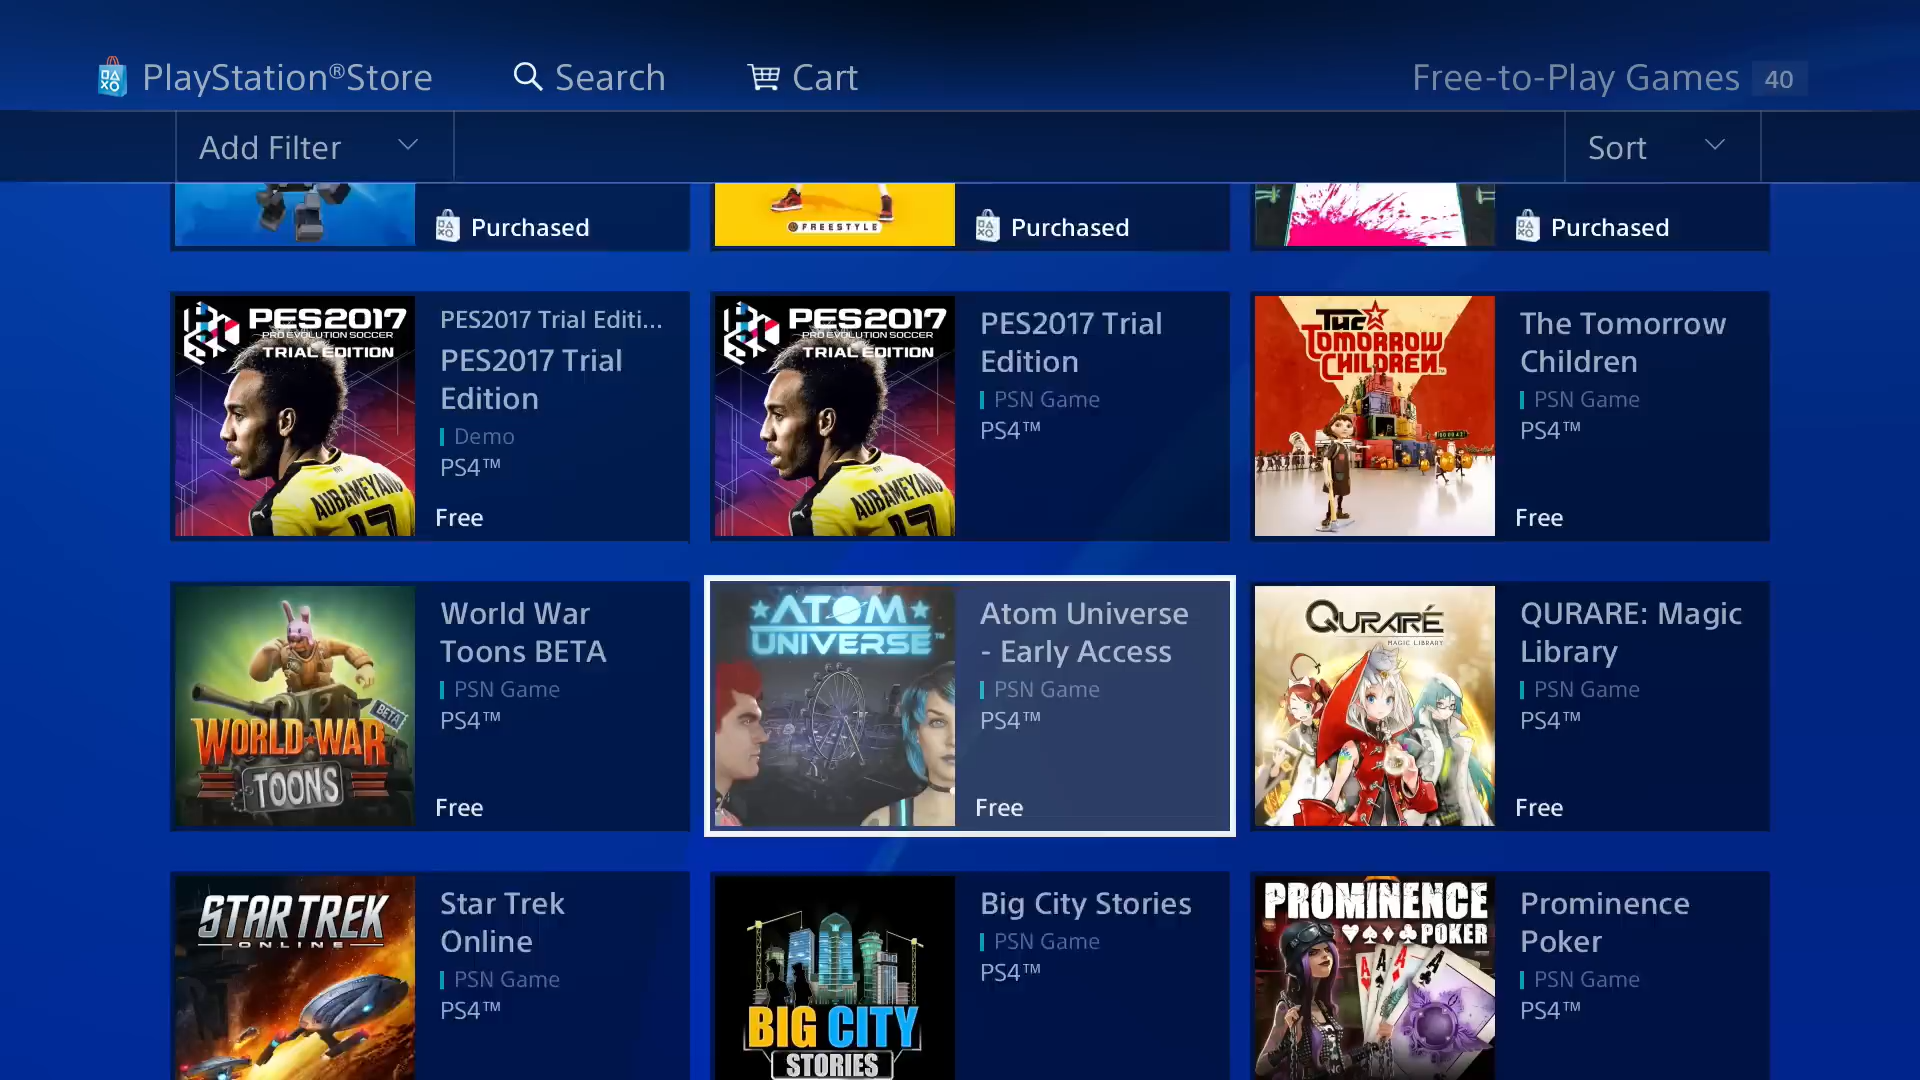 PlayStation®Store
Search
Cart
Free-to-Play Games 40
Add Filter
Sort
Purchased
FREESTYLE
Purchased
Purchased
PES2017
PRO EVOLUTION SOCCER
TRIAL EDITION
AUBAMEYANG
17
PES2017 Trial Editi...
PES2017 Trial
Edition
Demo
PS4™
Free
PES2017
PRO EVOLUTION SOCCER
TRIAL EDITION
AUBAMEYANG
17
PES2017 Trial
Edition
PSN Game
PS4™
THE
TOMORROW
CHILDREN
The Tomorrow
Children
PSN Game
PS4™
Free
BETA
WORLD WAR
TOONS
World War
Toons BETA
PSN Game
PS4™
Free
ATOM
UNIVERSE™
Atom Universe
- Early Access
PSN Game
PS4™
Free
QURARÉ
MAGIC LIBRARY
QURARE: Magic
Library
PSN Game
PS4™
Free
STAR TREK
ONLINE
Star Trek
Online
PSN Game
PS4™
BIG CITY
STORIES
Big City Stories
PSN Game
PS4™
PROMINENCE
POKER
A A A A
Prominence
Poker
PSN Game
PS4™